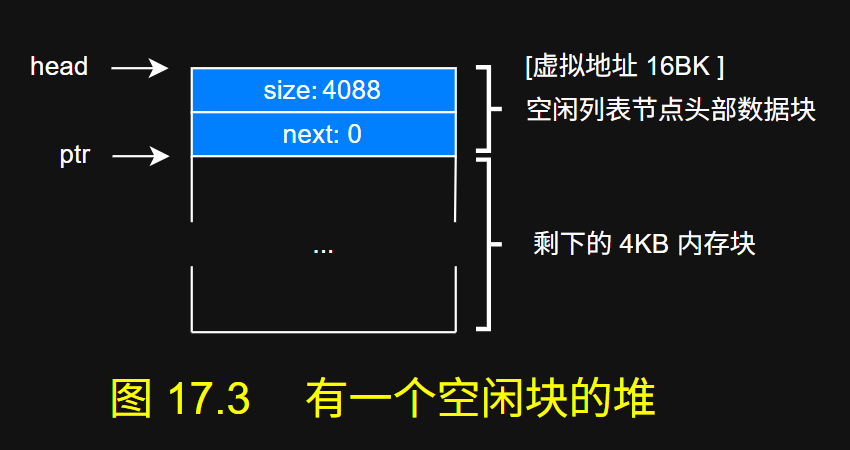 head
[虚拟地址 16BK ]
size: 4088
空闲列表节点头部数据块
next: 0
ptr
...
剩下的 4KB 内存块
图 17.3 有一个空闲块的堆